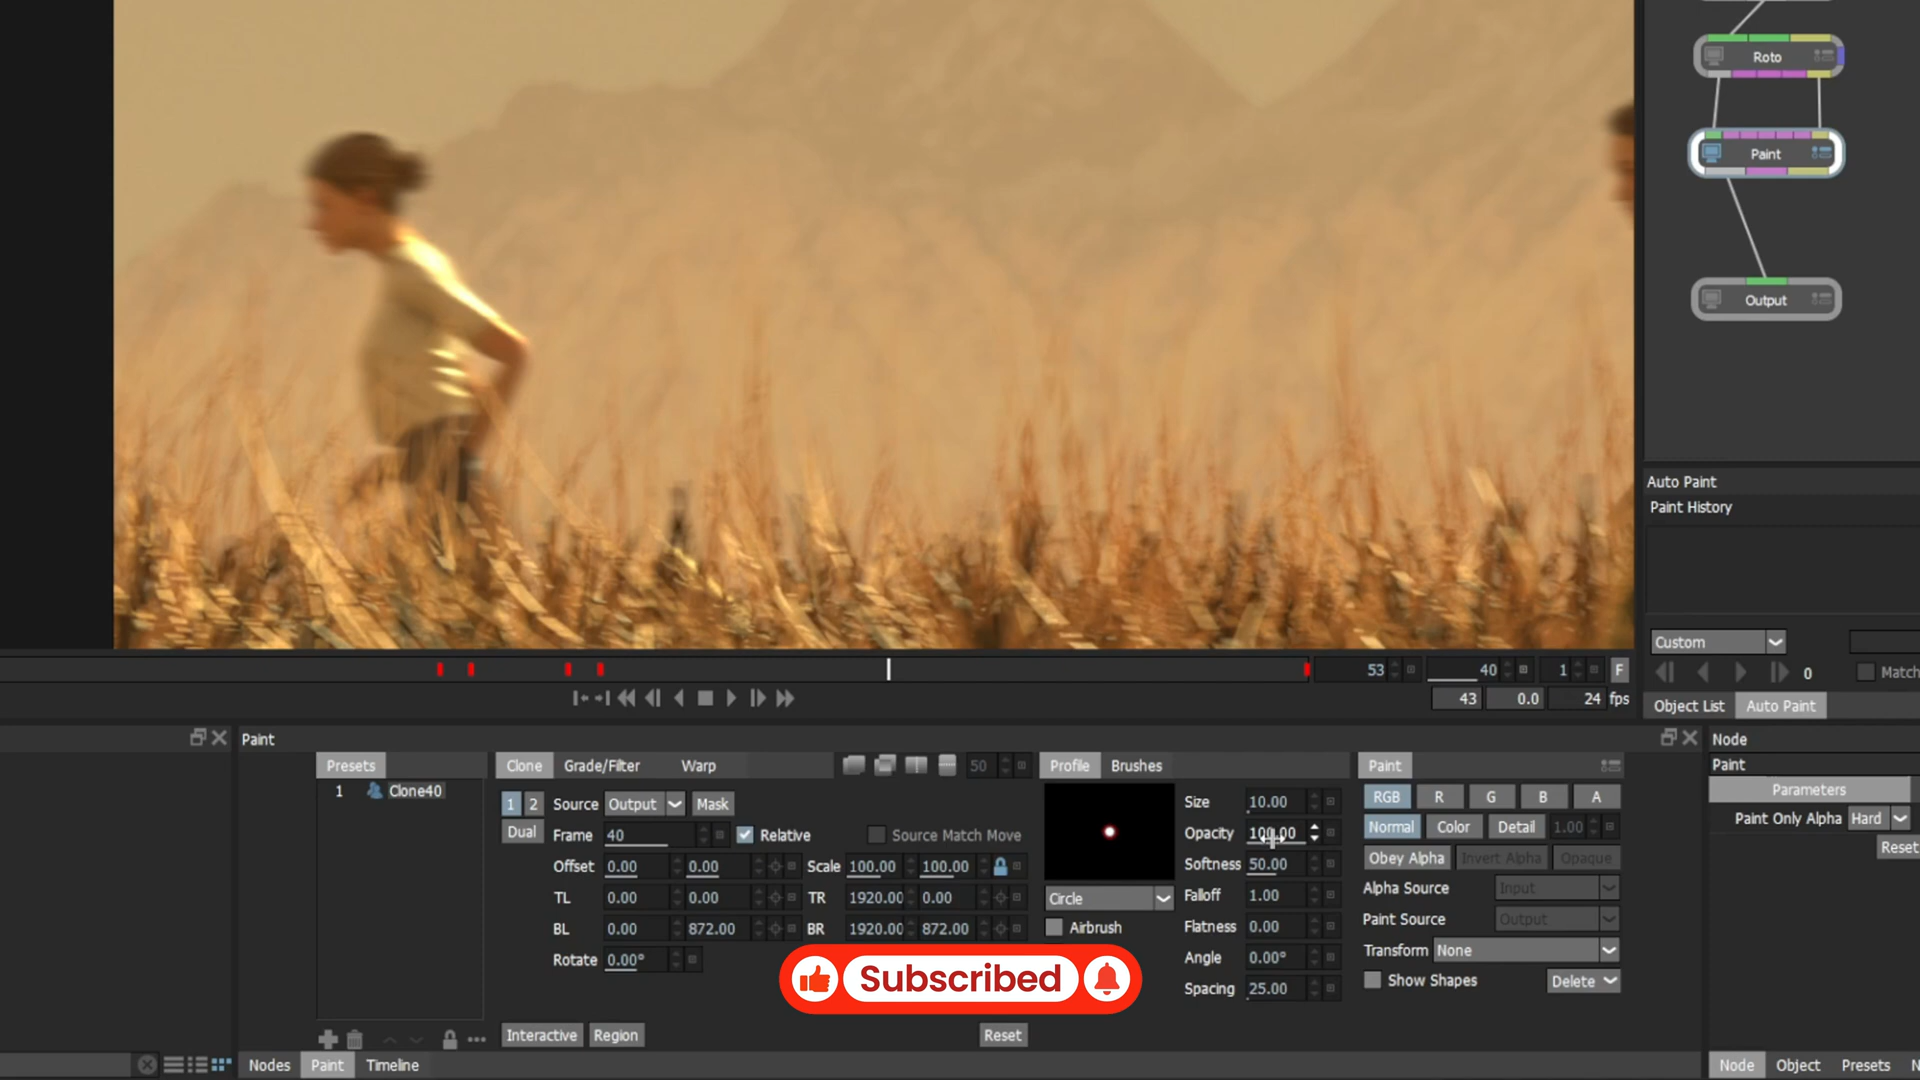 Roto
Paint
Output
Auto Paint
Paint History
Custom
0
Match
Object List Auto Paint
53 40 1 F
43 0.0 24 fps
Paint
Presets
1 Clone40
Clone Grade/Filter Warp 50
1 2 Source Output Mask
Dual Frame 40 Relative Source Match Move
Offset 0.00 0.00 Scale 100.00 100.00
TL 0.00 0.00 TR 1920.00 0.00
BL 0.00 872.00 BR 1920.00 872.00
Rotate 0.00°
Interactive Region Reset
Profile Brushes
Circle
Airbrush
Size 10.00
Opacity 100.00
Softness 50.00
Falloff 1.00
Flatness 0.00
Angle 0.00°
Spacing 25.00
Paint
RGB R G B A
Normal Color Detail 1.00
Obey Alpha Invert Alpha Opaque
Alpha Source Input
Paint Source Output
Transform None
Show Shapes Delete
Subscribed
Node
Paint
Parameters
Paint Only Alpha Hard
Reset
Nodes Paint Timeline
Node Object Presets N